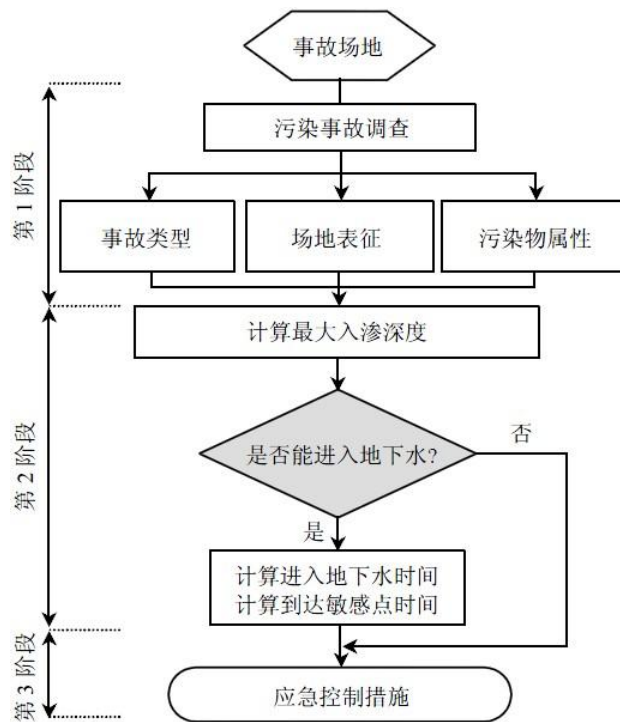 事故场地
第1阶段
污染事故调查
事故类型
场地表征
污染物属性
第2阶段
计算最大入渗深度
是否能进入地下水?
否
是
计算进入地下水时间
计算到达敏感点时间
第3阶段
应急控制措施